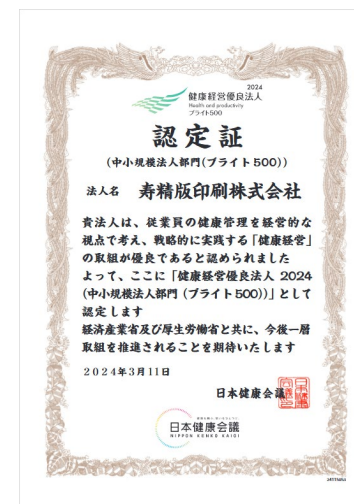 2024
健康経営優良法人
Health and productivity
ブライト500
認定証
(中小規模法人部門(ブライト500))
法人名 寿精版印刷株式会社
貴法人は、従業員の健康管理を経営的な
視点で考え、戦略的に実践する「健康経営」
の取組が優良であると認められました
よって、ここに「健康経営優良法人 2024
(中小規模法人部門 (ブライト500))」として
認定します
経済産業省及び厚生労働省と共に、今後一層
取組を推進されることを期待いたします
2024年3月11日
日本健康会議
日本健康会議
NIPPON KENKO KAIGI